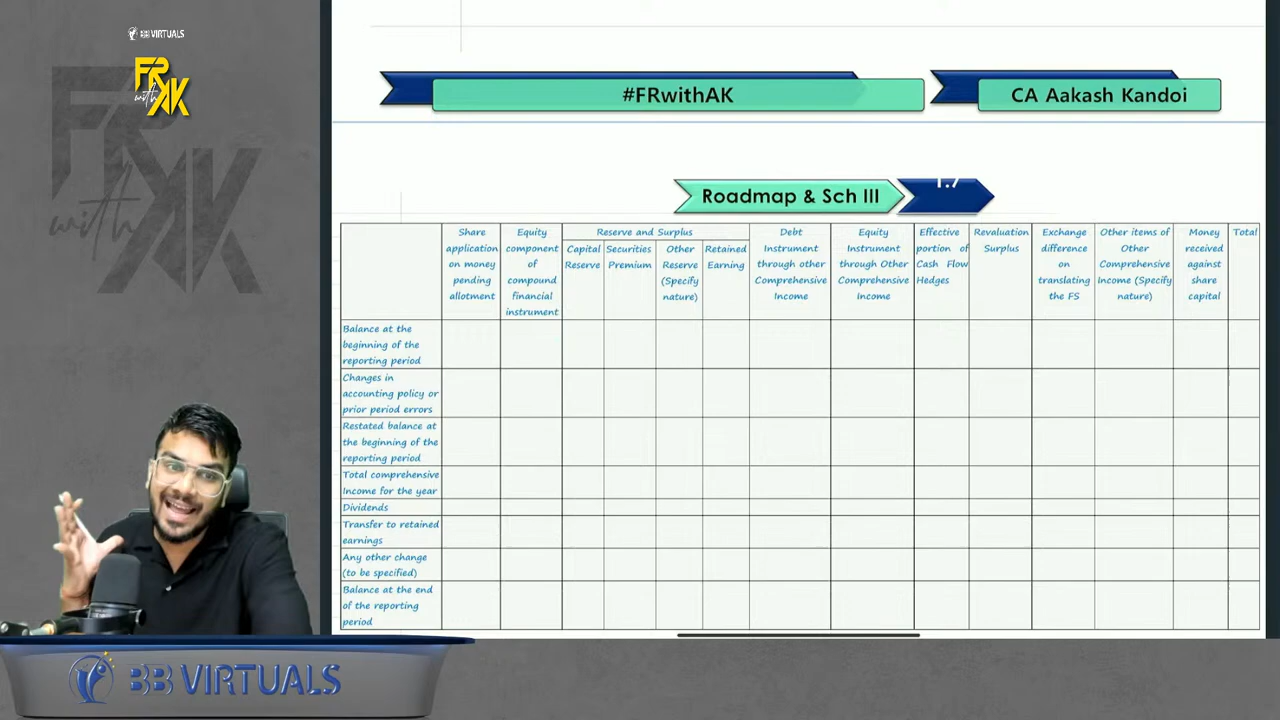 BB VIRTUALS
FR
with
AK
FR
with
AK
#FRwithAK
CA Aakash Kandoi
Roadmap & Sch III
1.7
Share
application
on money
pending
allotment
Equity
component
of
compound
financial
instrument
Reserve and Surplus
Capital
Reserve
Securities
Premium
Other
Reserve
(Specify
nature)
Retained
Earning
Debt
Instrument
through other
Comprehensive
Income
Equity
Instrument
through Other
Comprehensive
Income
Effective
portion of
Cash Flow
Hedges
Revaluation
Surplus
Exchange
difference
on
translating
the FS
Other items of
Other
Comprehensive
Income (Specify
nature)
Money
received
against
share
capital
Total
Balance at the
beginning of the
reporting period
Changes in
accounting policy or
prior period errors
Restated balance at
the beginning of the
reporting period
Total comprehensive
Income for the year
Dividends
Transfer to retained
earnings
Any other change
(to be specified)
Balance at the end
of the reporting
period
BB VIRTUALS